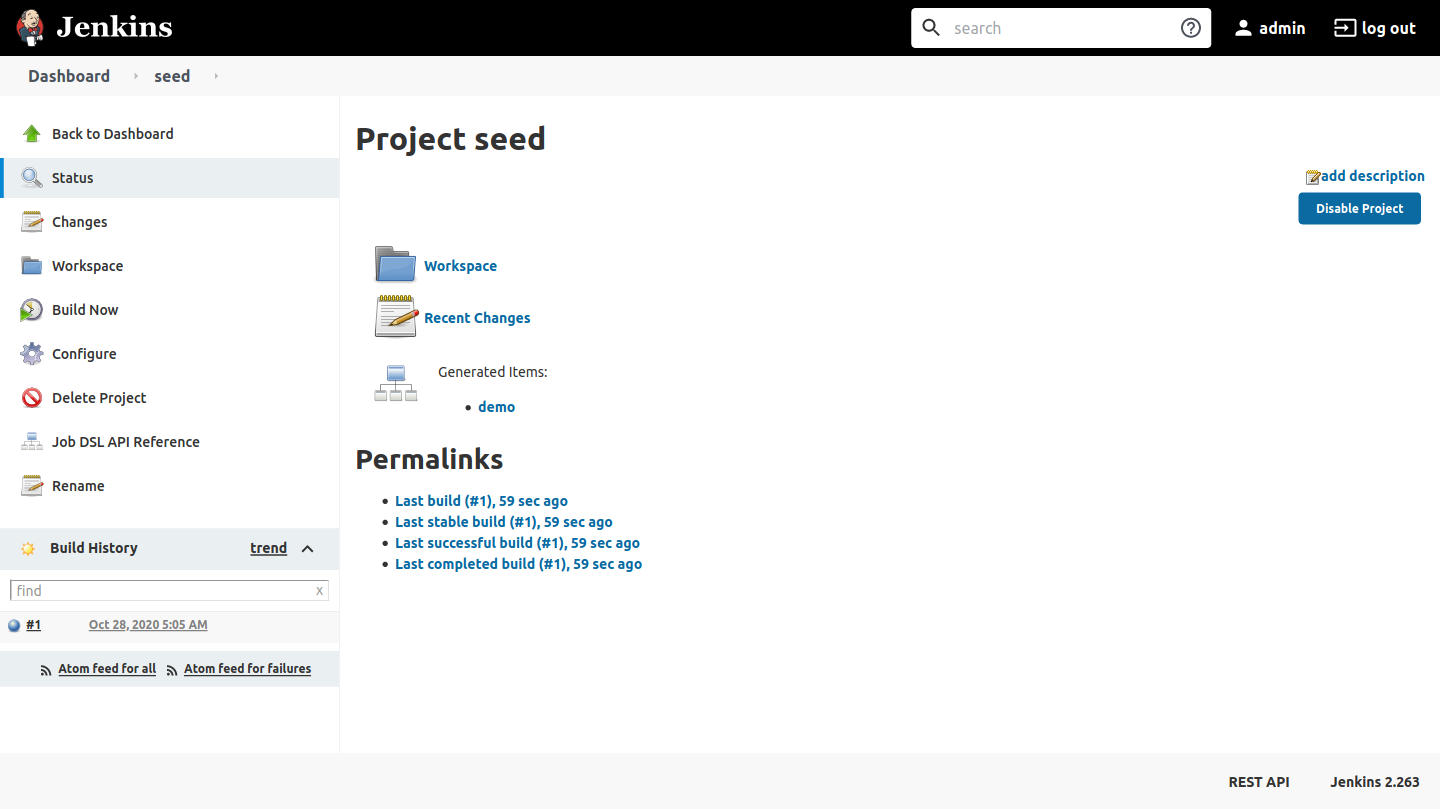 Jenkins
search
admin
log out
Dashboard
seed
Back to Dashboard
Status
Changes
Workspace
Build Now
Configure
Delete Project
Job DSL API Reference
Rename
Build History
trend
find
x
#1
Oct 28, 2020 5:05 AM
Atom feed for all
Atom feed for failures
Project seed
add description
Disable Project
Workspace
Recent Changes
Generated Items:
demo
Permalinks
Last build (#1), 59 sec ago
Last stable build (#1), 59 sec ago
Last successful build (#1), 59 sec ago
Last completed build (#1), 59 sec ago
REST API
Jenkins 2.263